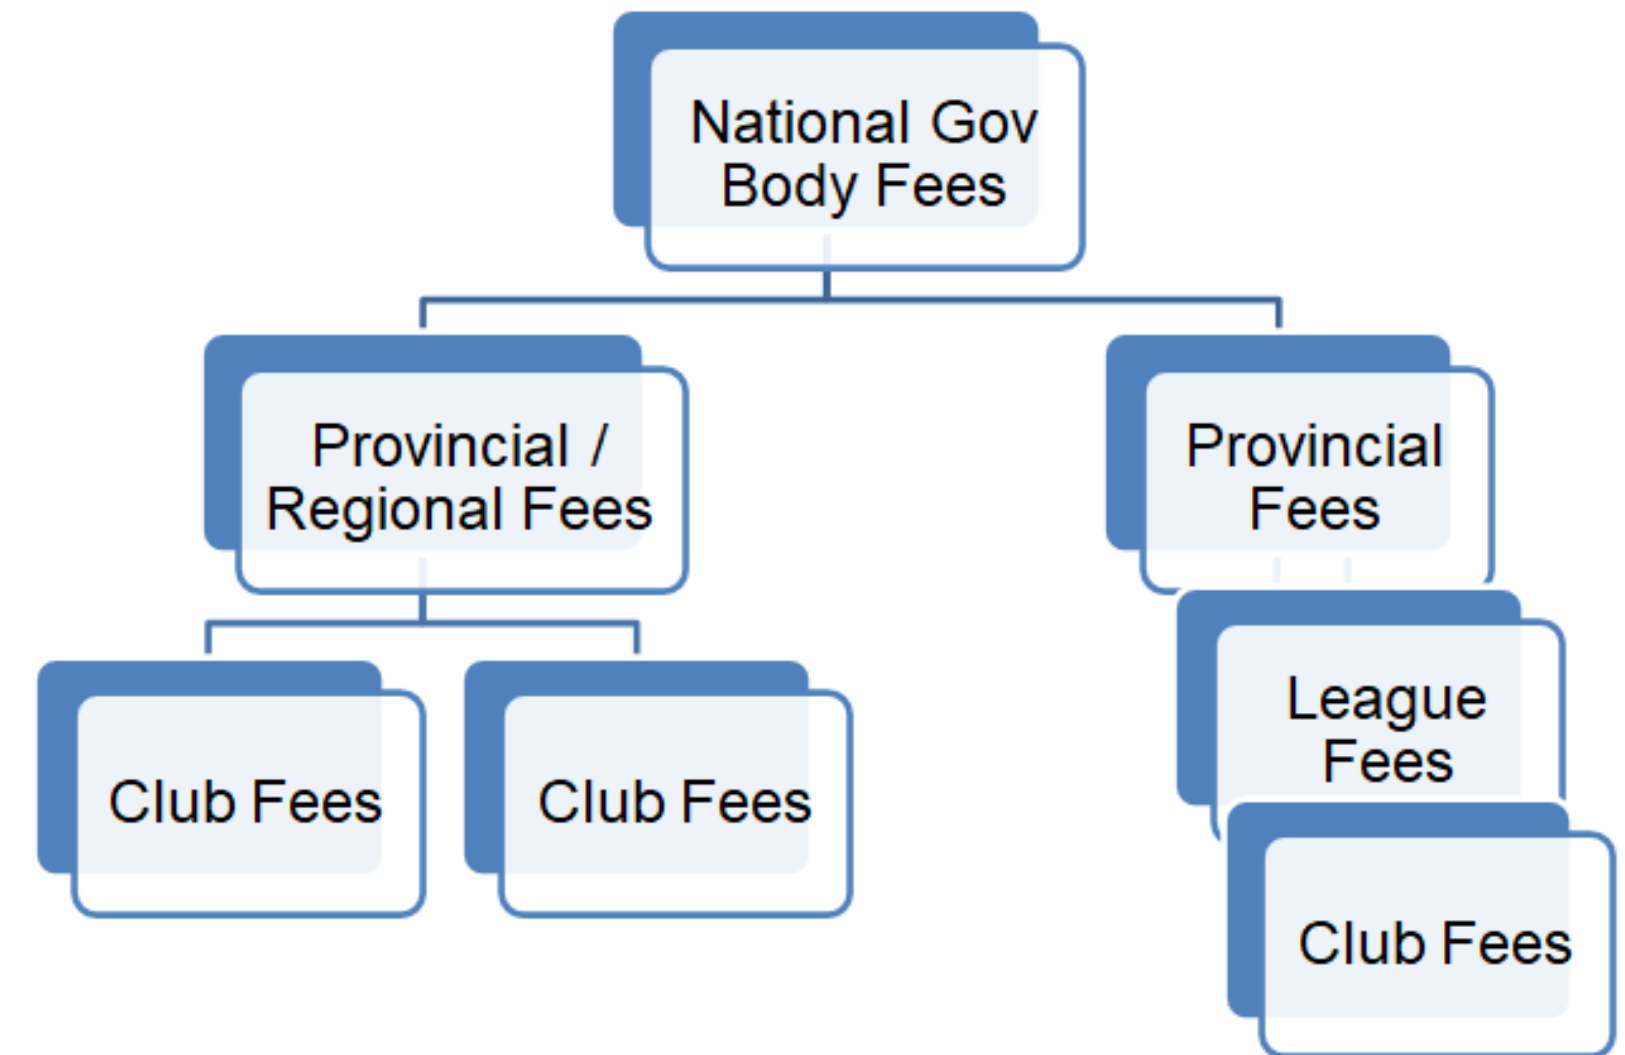 National Gov
Body Fees
Provincial /
Regional Fees
Provincial
Fees
Club Fees
Club Fees
League
Fees
Club Fees